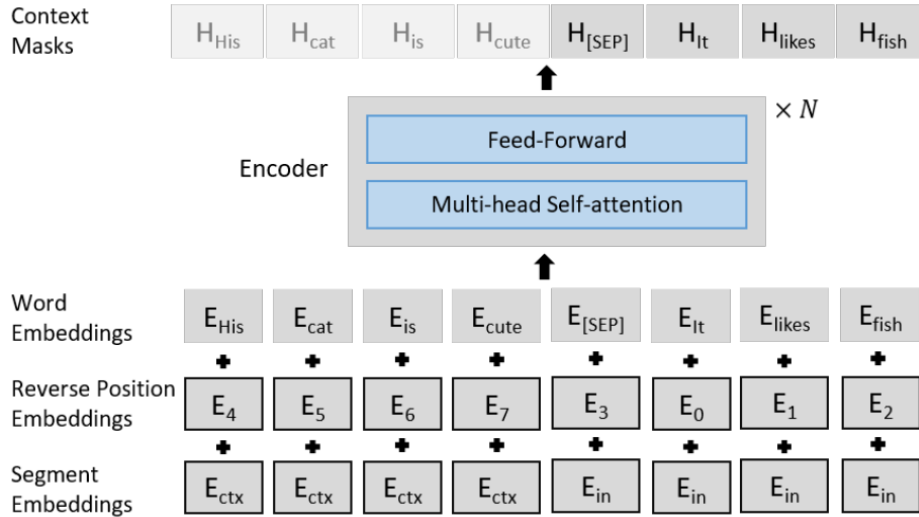 Context
Masks
H_His H_cat H_is H_cute H_[SEP] H_It H_likes H_fish
× N
Encoder
Feed-Forward
Multi-head Self-attention
Word
Embeddings
E_His E_cat E_is E_cute E_[SEP] E_It E_likes E_fish
Reverse Position
Embeddings
E_4 E_5 E_6 E_7 E_3 E_0 E_1 E_2
Segment
Embeddings
E_ctx E_ctx E_ctx E_ctx E_in E_in E_in E_in